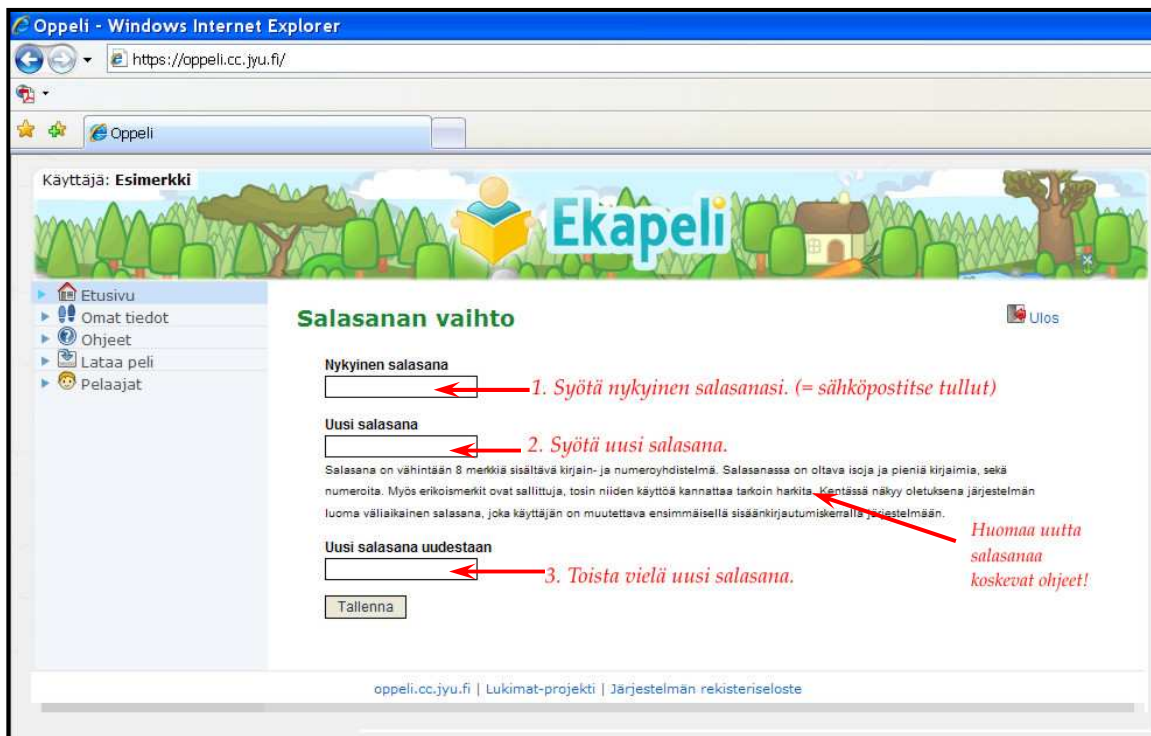 Oppeli - Windows Internet Explorer
https://oppeli.cc.jyu.fi/
Oppeli
Käyttäjä: Esimerkki
Ekapeli
Etusivu
Omat tiedot
Ohjeet
Lataa peli
Pelaajat
Salasanan vaihto
Ulos
Nykyinen salasana
1. Syötä nykyinen salasanasi. (= sähköpostitse tullut)
Uusi salasana
2. Syötä uusi salasana.
Salasana on vähintään 8 merkkiä sisältävä kirjain- ja numeroyhdistelmä. Salasanassa on oltava isoja ja pieniä kirjaimia, sekä
numeroita. Myös erikoismerkit ovat sallittuja, tosin niiden käyttöä kannattaa tarkoin harkita. Kentässä näkyy oletuksena järjestelmän
luoma väliaikainen salasana, joka käyttäjän on muutettava ensimmäisellä sisäänkirjautumiskerralla järjestelmään.
Huomaa uutta
salasanaa
koskevat ohjeet!
Uusi salasana uudestaan
3. Toista vielä uusi salasana.
Tallenna
oppeli.cc.jyu.fi | Lukimat-projekti | Järjestelmän rekisteriseloste